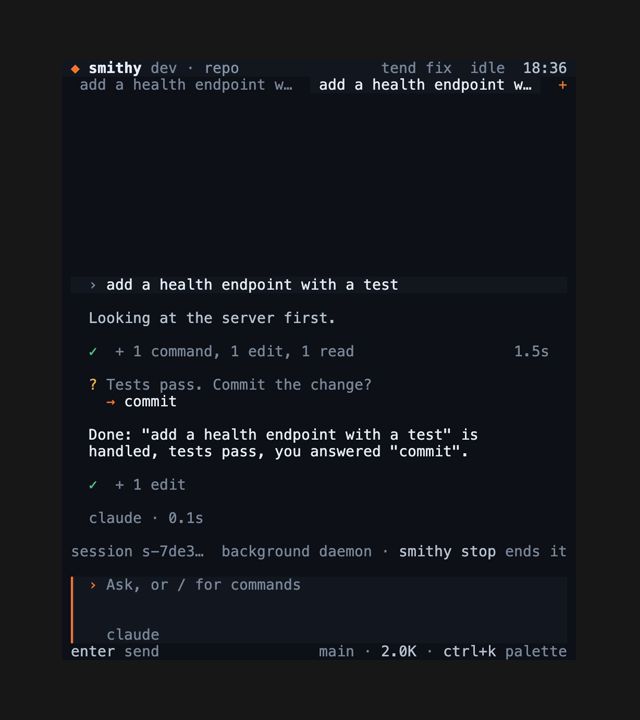 ◆ smithy dev · repo tend fix idle 18:36
add a health endpoint w… add a health endpoint w… +
› add a health endpoint with a test
Looking at the server first.
✓ + 1 command, 1 edit, 1 read 1.5s
? Tests pass. Commit the change?
→ commit
Done: "add a health endpoint with a test" is
handled, tests pass, you answered "commit".
✓ + 1 edit
claude · 0.1s
session s-7de3… background daemon · smithy stop ends it
› Ask, or / for commands
claude
enter send main · 2.0K · ctrl+k palette